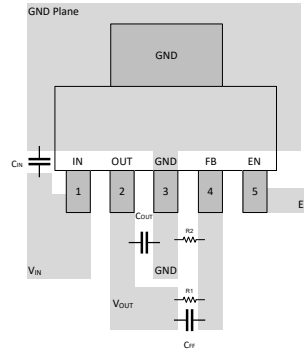 GND Plane
GND
IN OUT GND FB EN
CIN
1 2 3 4 5
E
COUT
R2
VIN
GND
R1
VOUT
CFF